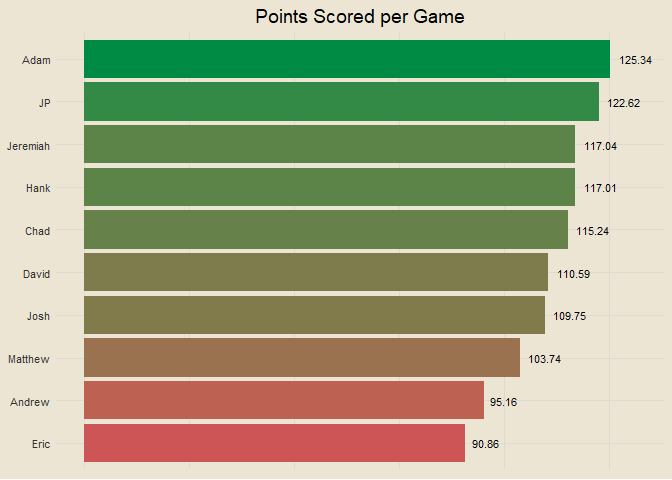 Points Scored per Game
Adam 125.34
JP 122.62
Jeremiah 117.04
Hank 117.01
Chad 115.24
David 110.59
Josh 109.75
Matthew 103.74
Andrew 95.16
Eric 90.86